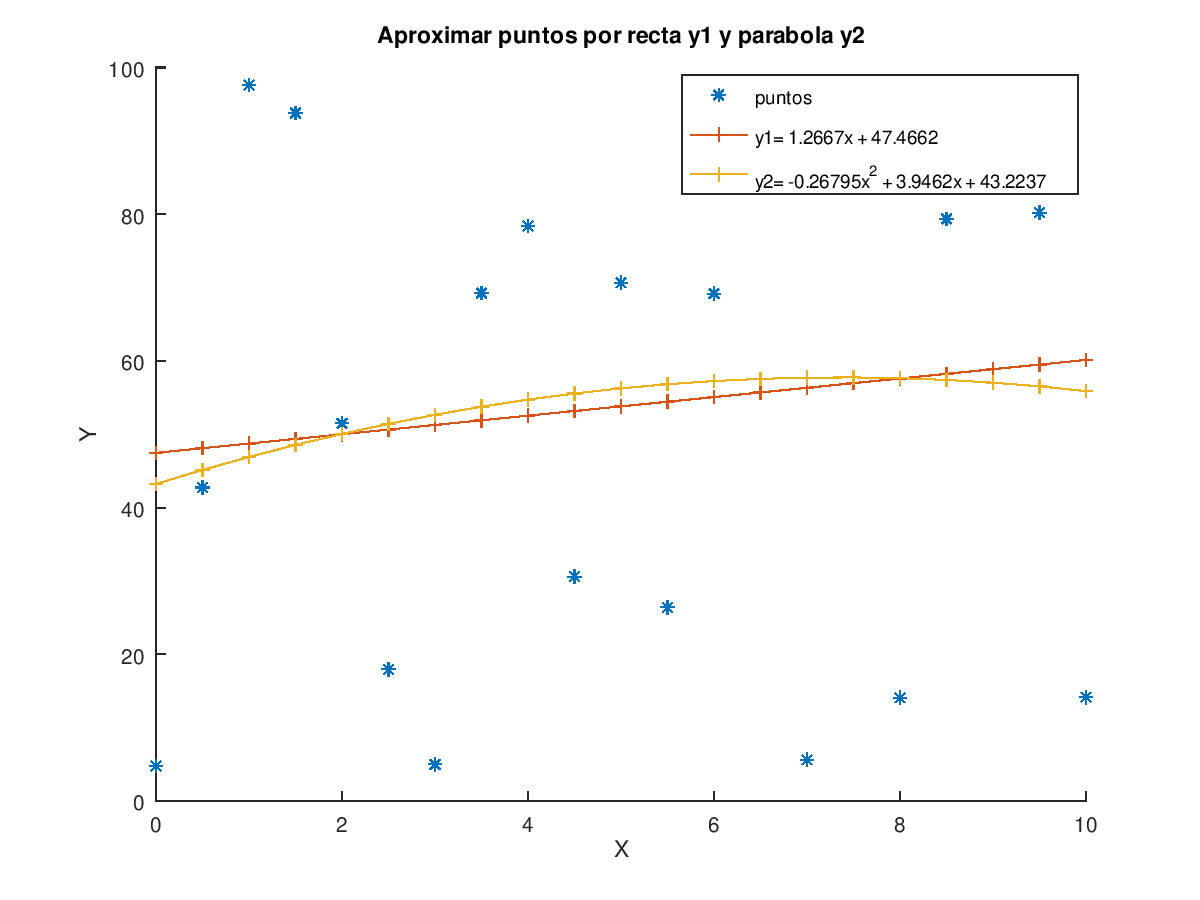 Aproximar puntos por recta y1 y parabola y2
100
80
60
40
20
0
Y
puntos
y1= 1.2667x + 47.4662
y2= -0.26795x² + 3.9462x + 43.2237
0 2 4 6 8 10
X